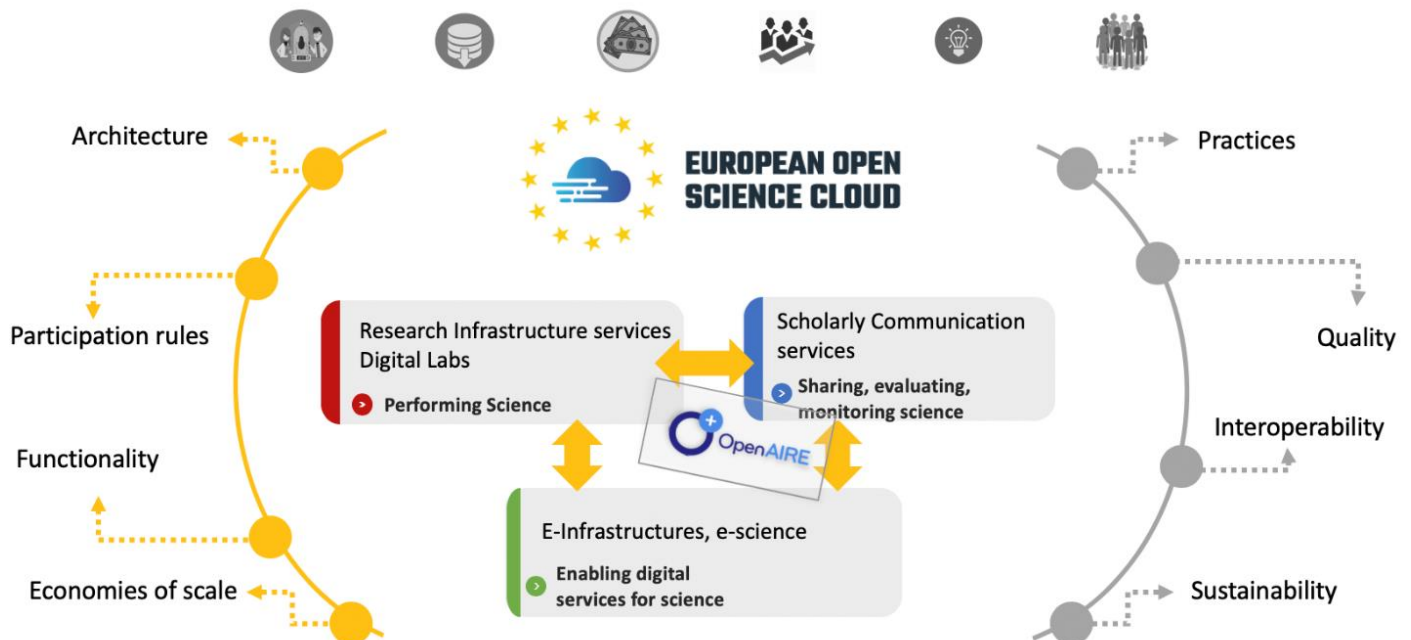 Architecture
EUROPEAN OPEN
SCIENCE CLOUD
Practices
Participation rules
Research Infrastructure services
Digital Labs
Performing Science
Scholarly Communication
services
Sharing, evaluating,
monitoring science
Quality
OpenAIRE
Functionality
Interoperability
E-Infrastructures, e-science
Enabling digital
services for science
Economies of scale
Sustainability